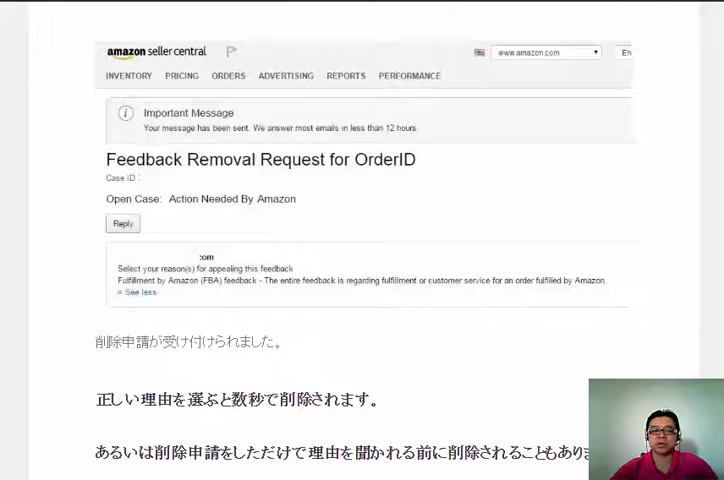 amazon seller central
www.amazon.com
En
INVENTORY PRICING ORDERS ADVERTISING REPORTS PERFORMANCE
Important Message
Your message has been sent. We answer most emails in less than 12 hours.
Feedback Removal Request for OrderID
Case ID :
Open Case: Action Needed By Amazon
Reply
com
Select your reason(s) for appealing this feedback
Fulfillment by Amazon (FBA) feedback - The entire feedback is regarding fulfillment or customer service for an order fulfilled by Amazon.
See less
削除申請が受け付けられました。
正しい理由を選ぶと数秒で削除されます。
あるいは削除申請をしただけで理由を聞かれる前に削除されることもありま